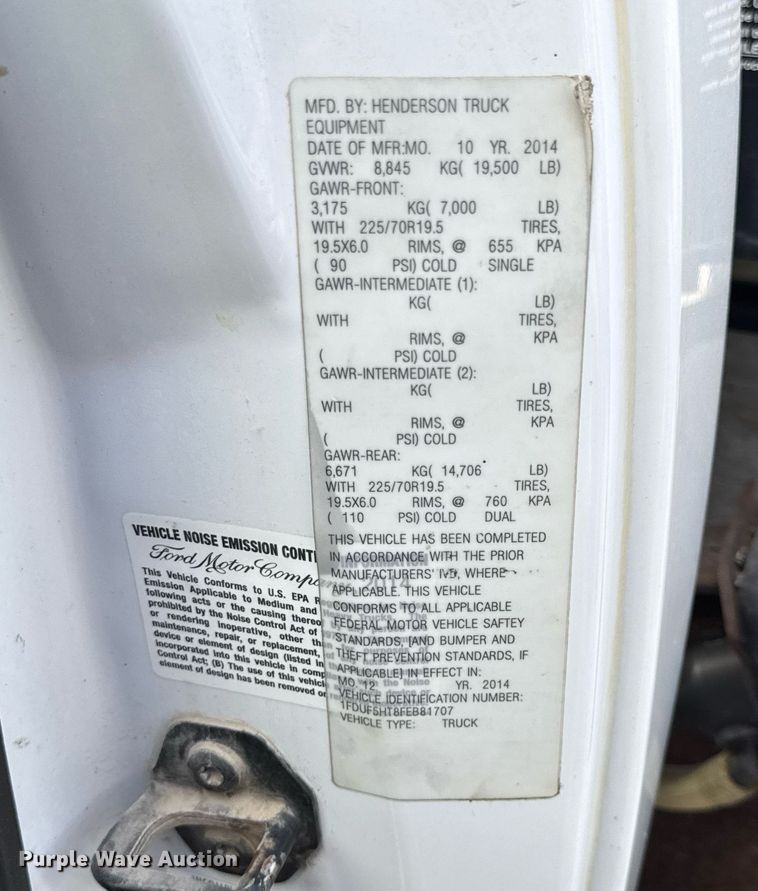 MFD. BY: HENDERSON TRUCK
EQUIPMENT
DATE OF MFR:MO. 10 YR. 2014
GVWR: 8,845 KG( 19,500 LB)
GAWR-FRONT:
3,175 KG( 7,000 LB)
WITH 225/70R19.5 TIRES,
19.5X6.0 RIMS, @ 655 KPA
( 90 PSI) COLD SINGLE
GAWR-INTERMEDIATE (1):
KG( LB)
WITH TIRES,
RIMS, @ KPA
( PSI) COLD
GAWR-INTERMEDIATE (2):
KG( LB)
WITH TIRES,
RIMS, @ KPA
( PSI) COLD
GAWR-REAR:
6,671 KG( 14,706 LB)
WITH 225/70R19.5 TIRES,
19.5X6.0 RIMS, @ 760 KPA
( 110 PSI) COLD DUAL
THIS VEHICLE HAS BEEN COMPLETED
IN ACCORDANCE WITH THE PRIOR
MANUFACTURERS' IVD, WHERE
APPLICABLE. THIS VEHICLE
CONFORMS TO ALL APPLICABLE
FEDERAL MOTOR VEHICLE SAFTEY
STANDARDS, [AND BUMPER AND
THEFT PREVENTION STANDARDS, IF
APPLICABLE] IN EFFECT IN:
MO. 12 YR. 2014
VEHICLE IDENTIFICATION NUMBER:
1FDUF5HT8FEB81707
VEHICLE TYPE: TRUCK
VEHICLE NOISE EMISSION CONT
Ford Motor Compa
This Vehicle Conforms to U.S. EPA
Emission Applicable to Medium and
following acts or the causing thereo
prohibited by the Noise Control Act of
or rendering inoperative, other th
maintenance, repair, or replacement,
device or element of design (listed in
incorporated into this vehicle in comp
Control Act; (B) The use of this vehicl
element of design has been removed or
Purple Wave Auction